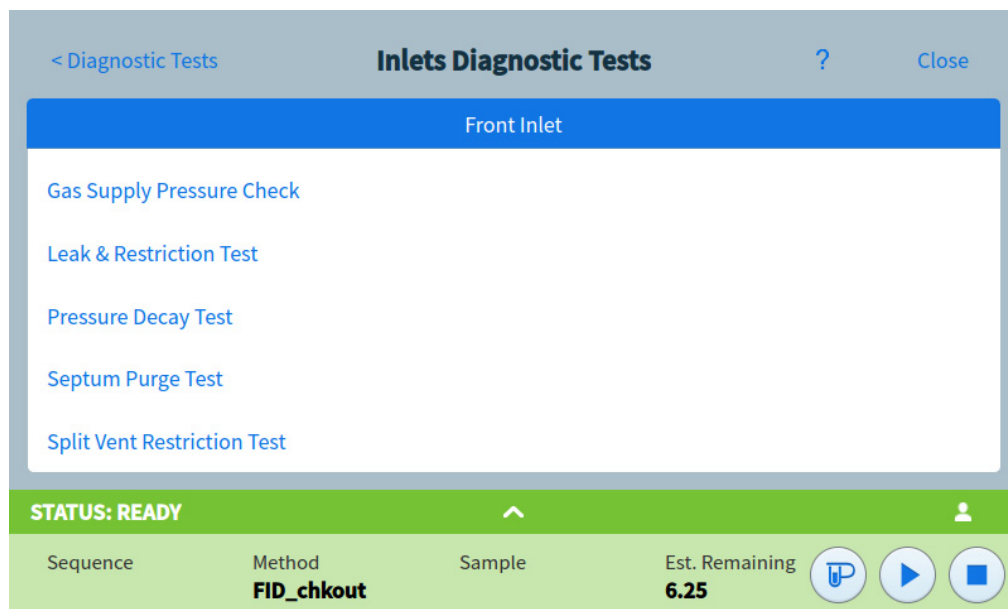 < Diagnostic Tests Inlets Diagnostic Tests ? Close
Front Inlet
Gas Supply Pressure Check
Leak & Restriction Test
Pressure Decay Test
Septum Purge Test
Split Vent Restriction Test
STATUS: READY
Sequence Method Sample Est. Remaining
FID_chkout 6.25